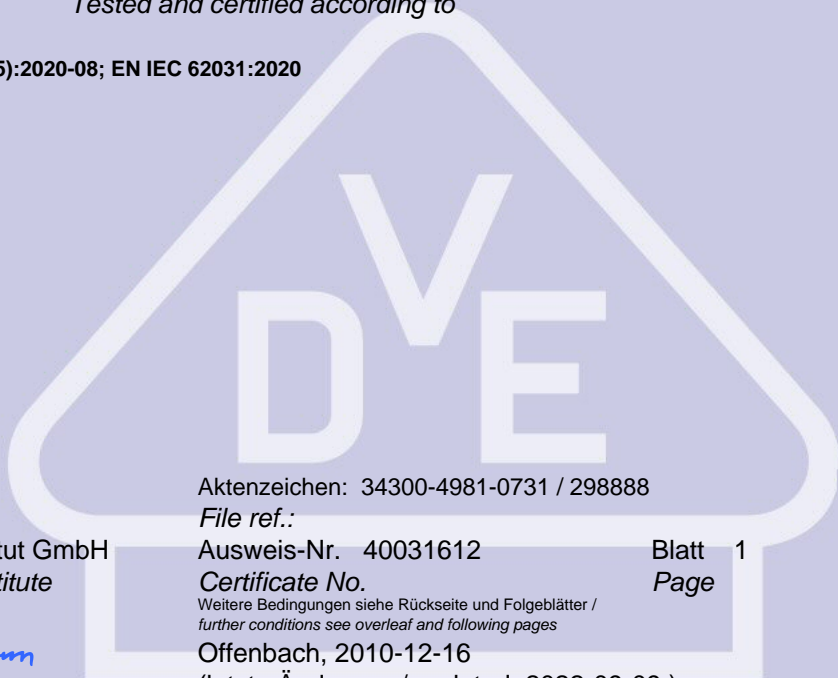 Tested and certified according to
5):2020-08; EN IEC 62031:2020
VDE
Aktenzeichen: 34300-4981-0731 / 298888
File ref.:
tut GmbH Ausweis-Nr. 40031612 Blatt 1
titute Certificate No. Page
Weitere Bedingungen siehe Rückseite und Folgeblätter /
further conditions see overleaf and following pages
Offenbach, 2010-12-16